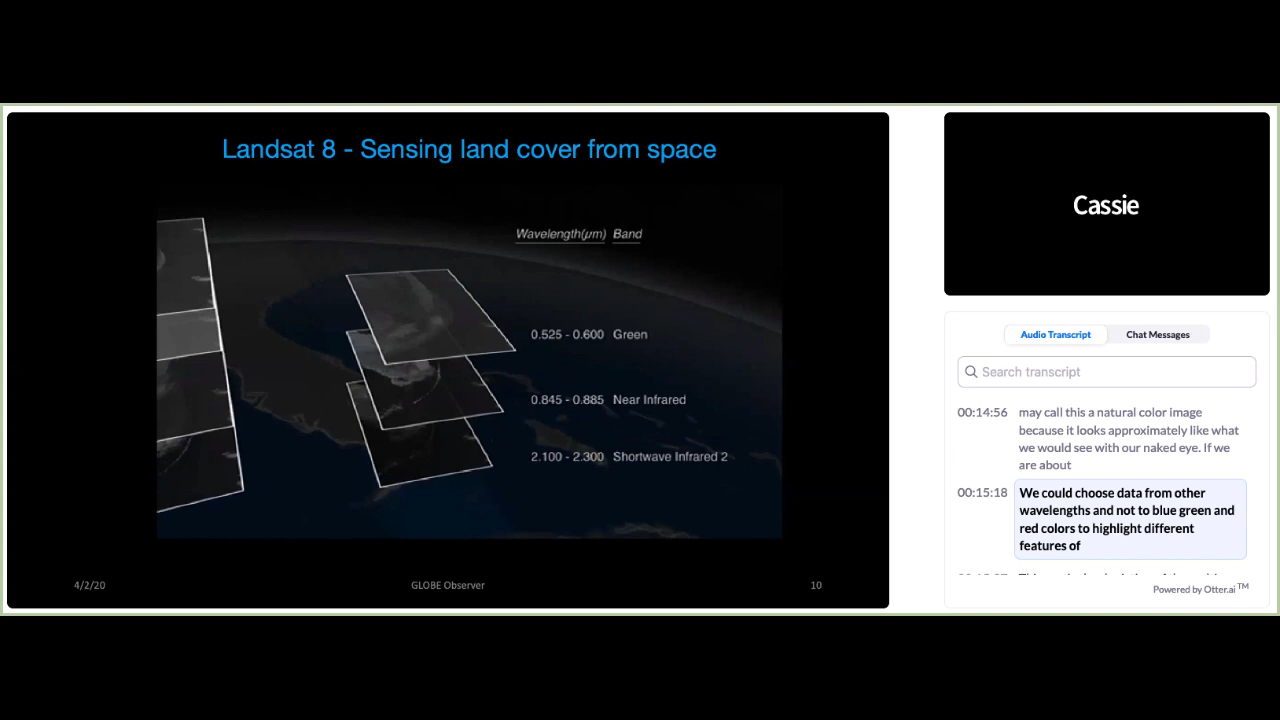 Landsat 8 - Sensing land cover from space
Wavelength(µm) Band
0.525 - 0.600 Green
0.845 - 0.885 Near Infrared
2.100 - 2.300 Shortwave Infrared 2
4/2/20 GLOBE Observer 10
Cassie
Audio Transcript Chat Messages
Search transcript
00:14:56 may call this a natural color image
because it looks approximately like what
we would see with our naked eye. If we
are about
00:15:18 We could choose data from other
wavelengths and not to blue green and
red colors to highlight different
features of
Powered by Otter.ai TM